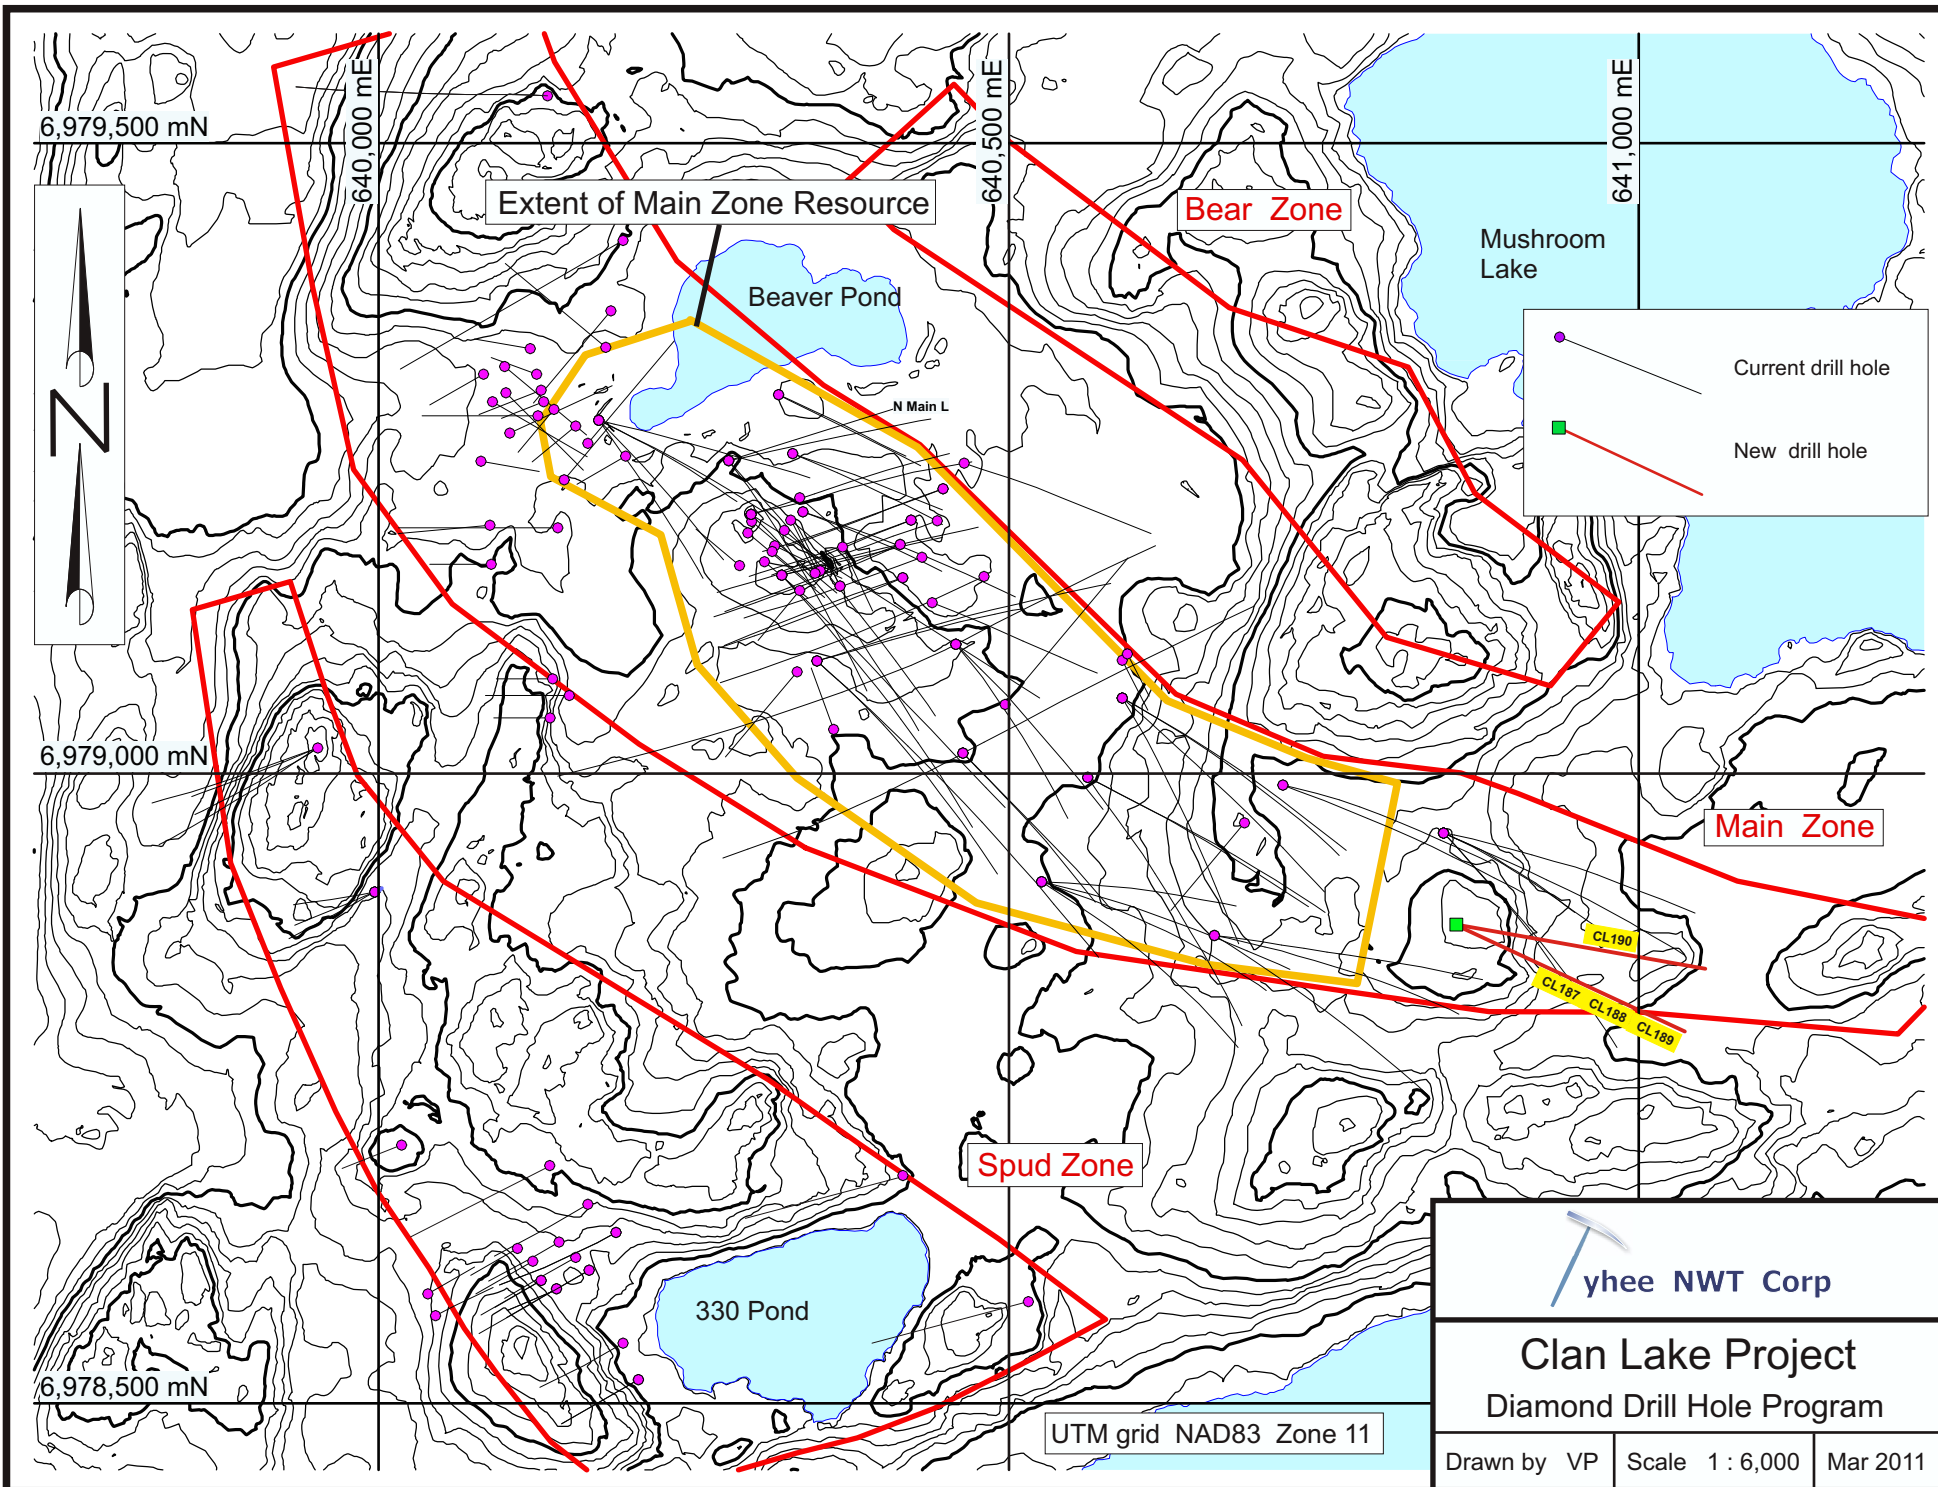 640,000 mE
640,500 mE
641,000 mE
6,979,500 mN
Extent of Main Zone Resource
Bear Zone
Mushroom
Lake
Beaver Pond
Current drill hole
N Main L
New drill hole
N
6,979,000 mN
Main Zone
CL190
CL187 CL188 CL189
Spud Zone
330 Pond
6,978,500 mN
UTM grid NAD83 Zone 11
yhee NWT Corp
Clan Lake Project
Diamond Drill Hole Program
Drawn by VP
Scale 1 : 6,000
Mar 2011